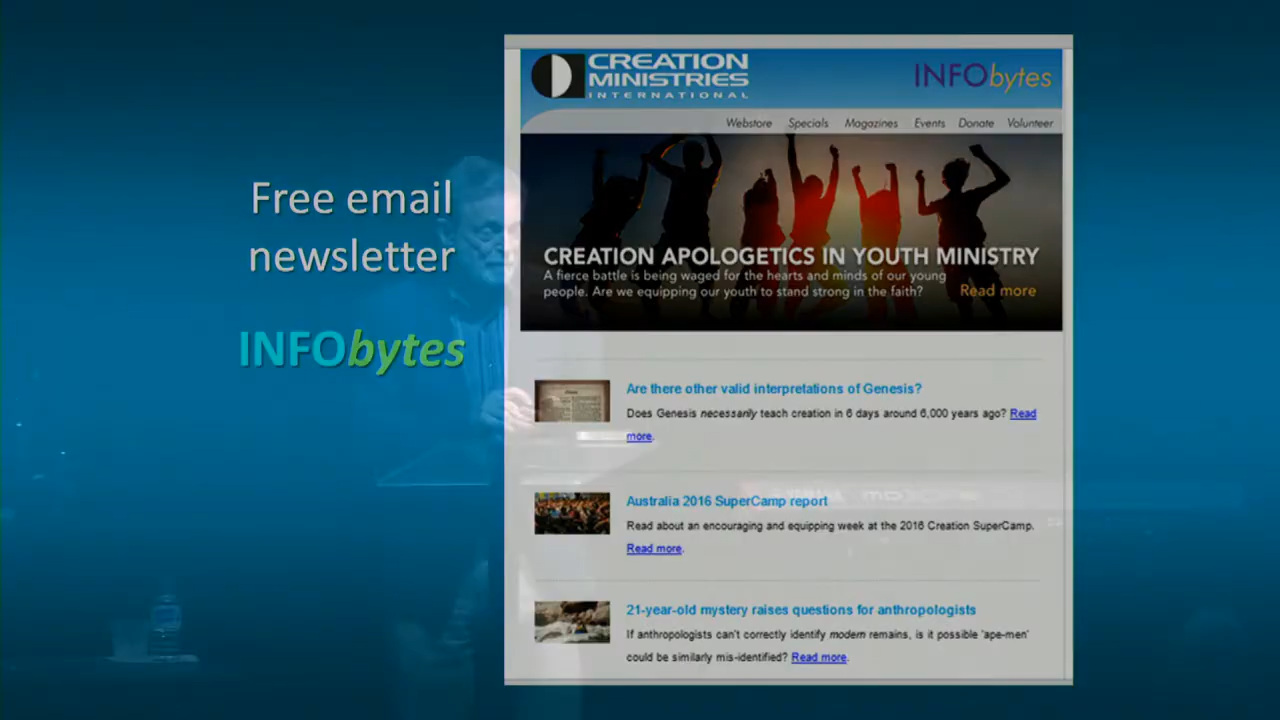 Free email
newsletter
INFObytes
CREATION
MINISTRIES
INTERNATIONAL
INFObytes
Webstore Specials Magazines Events Donate Volunteer
CREATION APOLOGETICS IN YOUTH MINISTRY
A fierce battle is being waged for the hearts and minds of our young
people. Are we equipping our youth to stand strong in the faith? Read more
Are there other valid interpretations of Genesis?
Does Genesis necessarily teach creation in 6 days around 6,000 years ago? Read
more.
Australia 2016 SuperCamp report
Read about an encouraging and equipping week at the 2016 Creation SuperCamp.
Read more.
21-year-old mystery raises questions for anthropologists
If anthropologists can't correctly identify modern remains, is it possible 'ape-men'
could be similarly mis-identified? Read more.